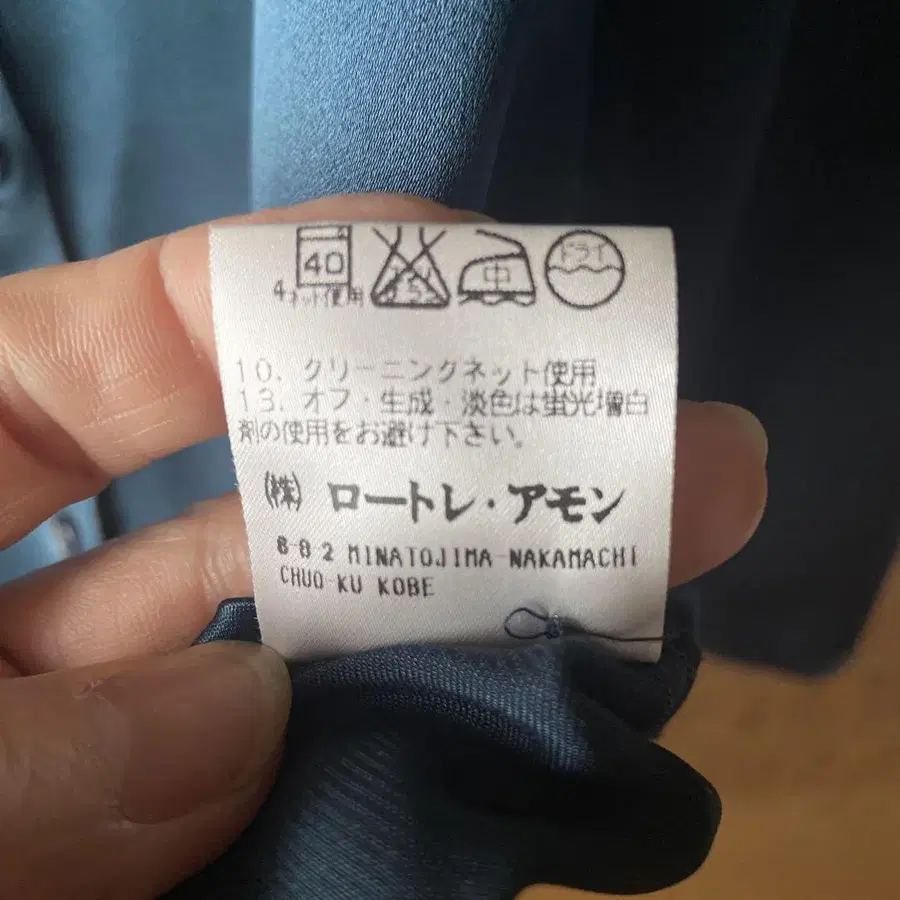 40
4 ネット使用
中
ドライ
10. クリーニングネット使用
13. オフ・生成・淡色は蛍光増白
剤の使用をお避け下さい。
(株) ロートレ・アモン
6-8 2 MINATOJIMA-NAKAMACHI
CHUO-KU KOBE